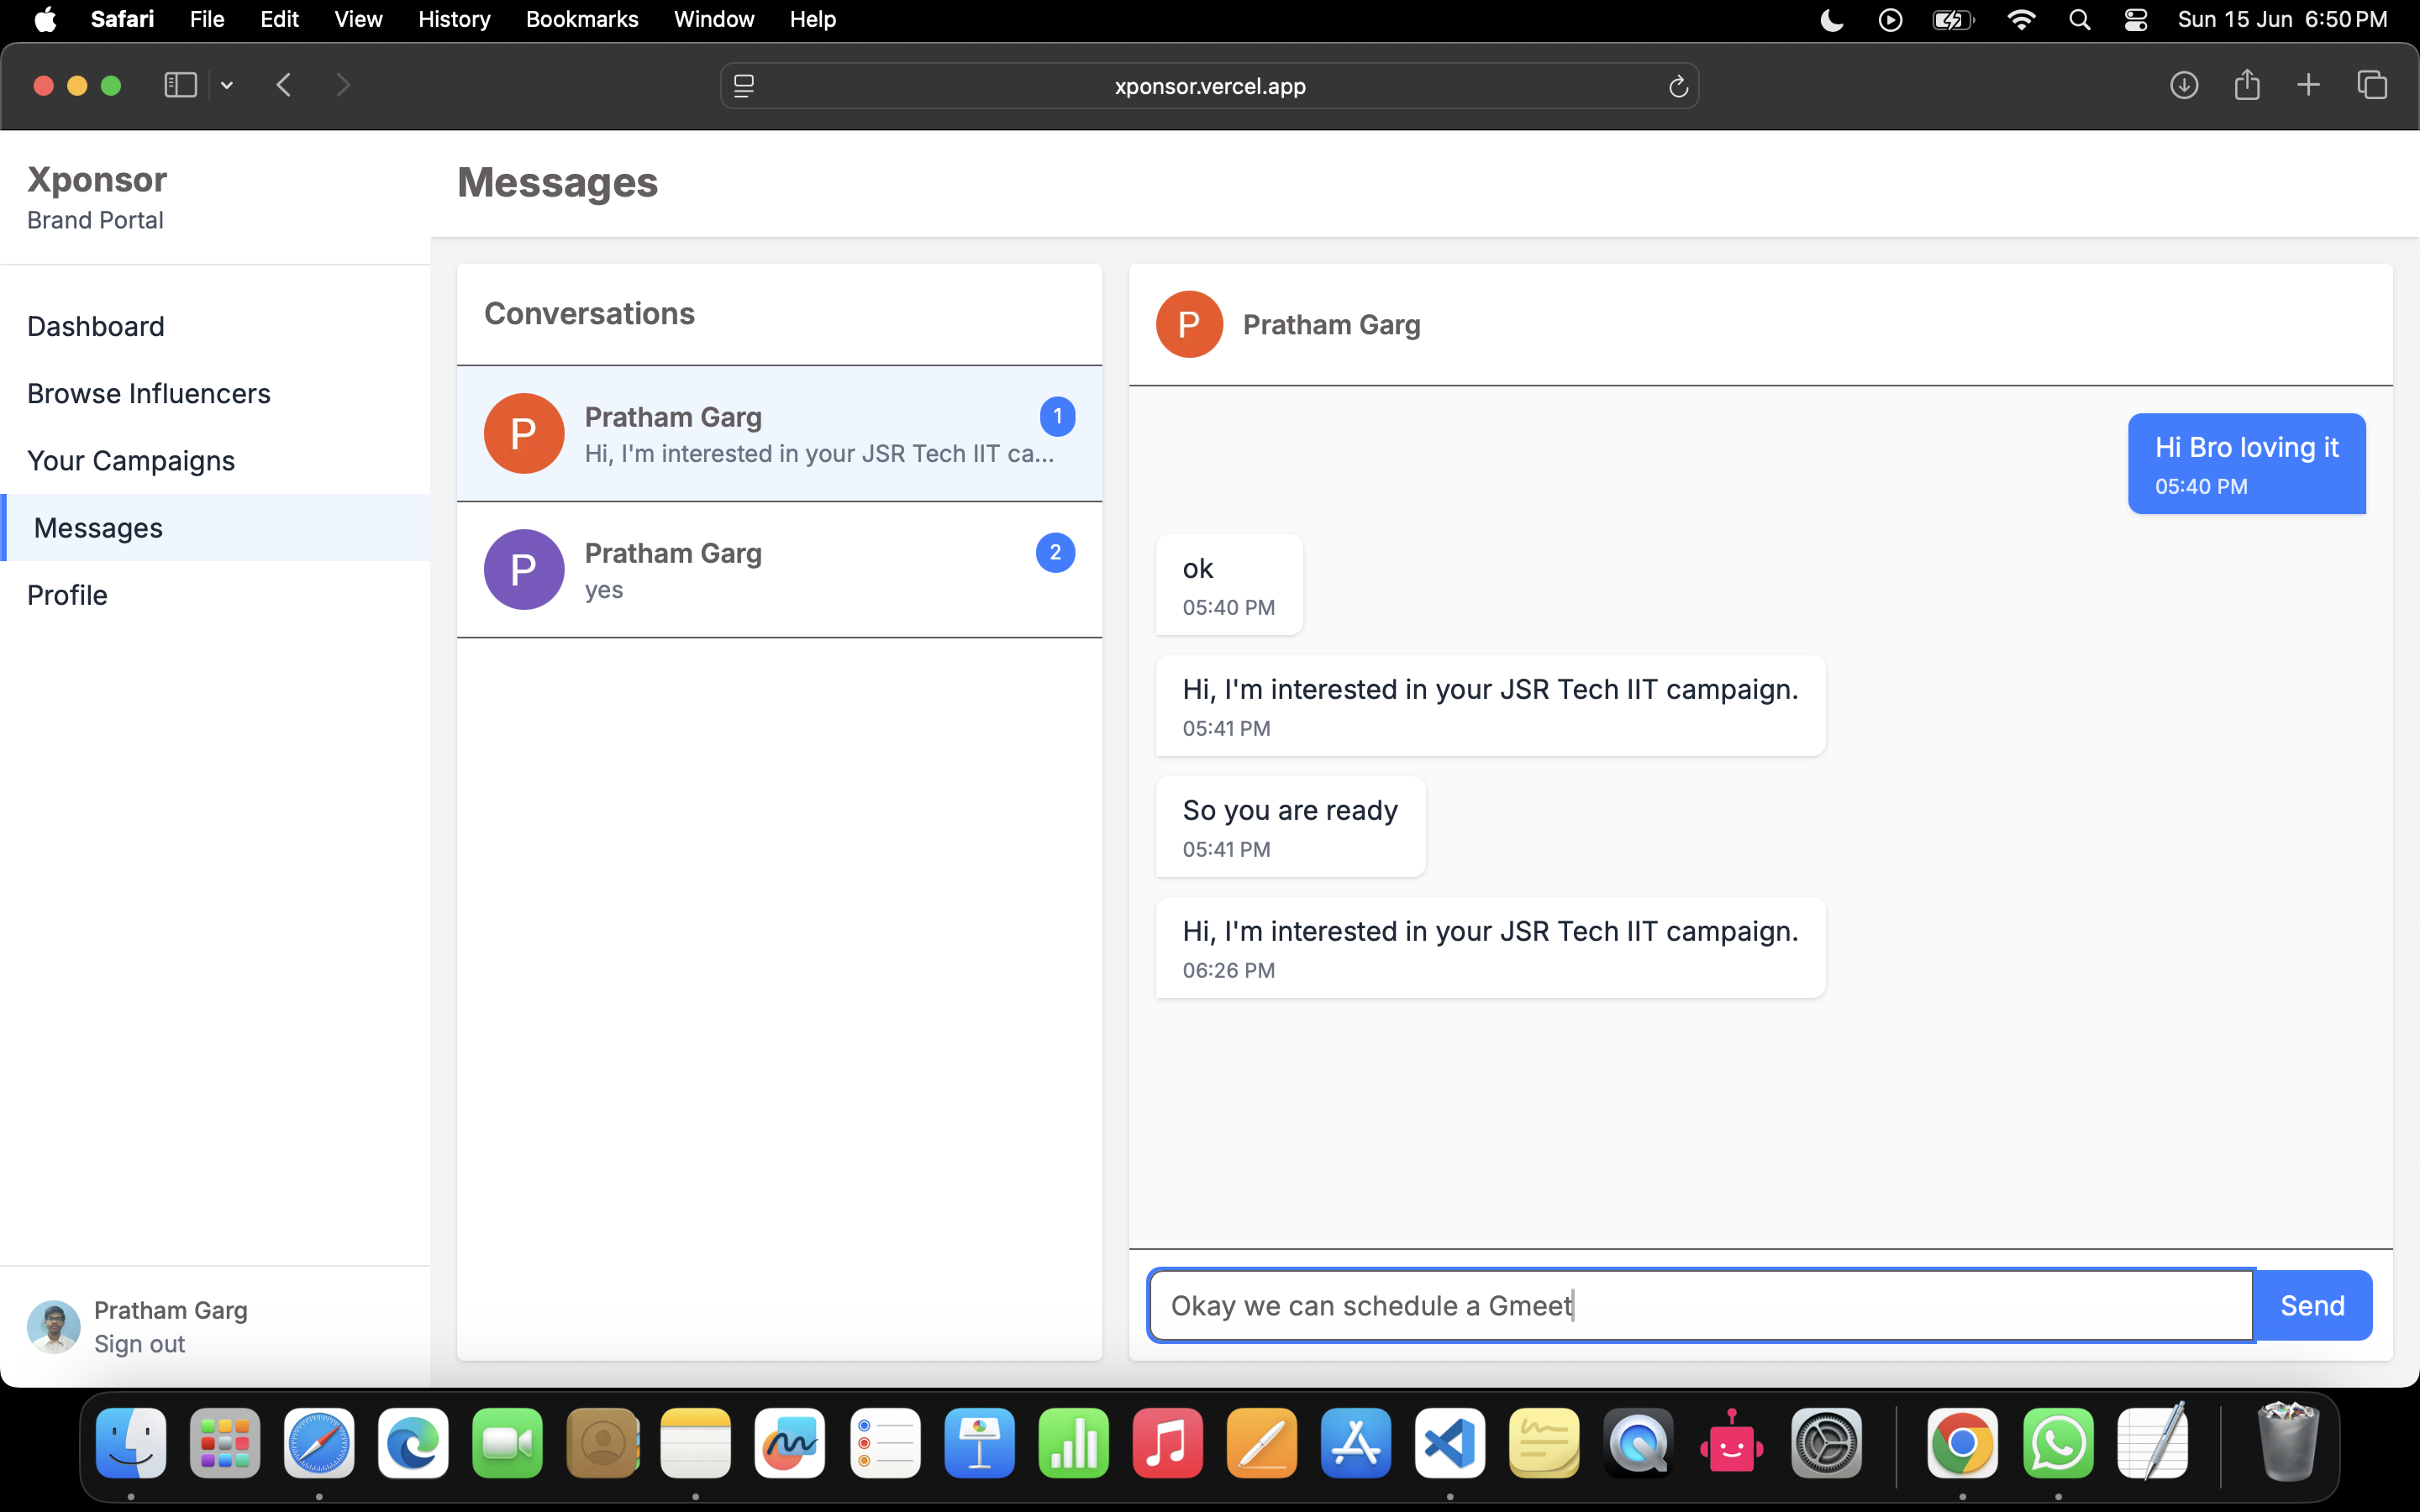 Safari File Edit View History Bookmarks Window Help Sun 15 Jun 6:50 PM
xponsor.vercel.app
Xponsor
Brand Portal
Dashboard
Browse Influencers
Your Campaigns
Messages
Profile
Pratham Garg
Sign out
Messages
Conversations
P
Pratham Garg
1
Hi, I'm interested in your JSR Tech IIT ca...
P
Pratham Garg
2
yes
P
Pratham Garg
Hi Bro loving it
05:40 PM
ok
05:40 PM
Hi, I'm interested in your JSR Tech IIT campaign.
05:41 PM
So you are ready
05:41 PM
Hi, I'm interested in your JSR Tech IIT campaign.
06:26 PM
Okay we can schedule a Gmeet
Send